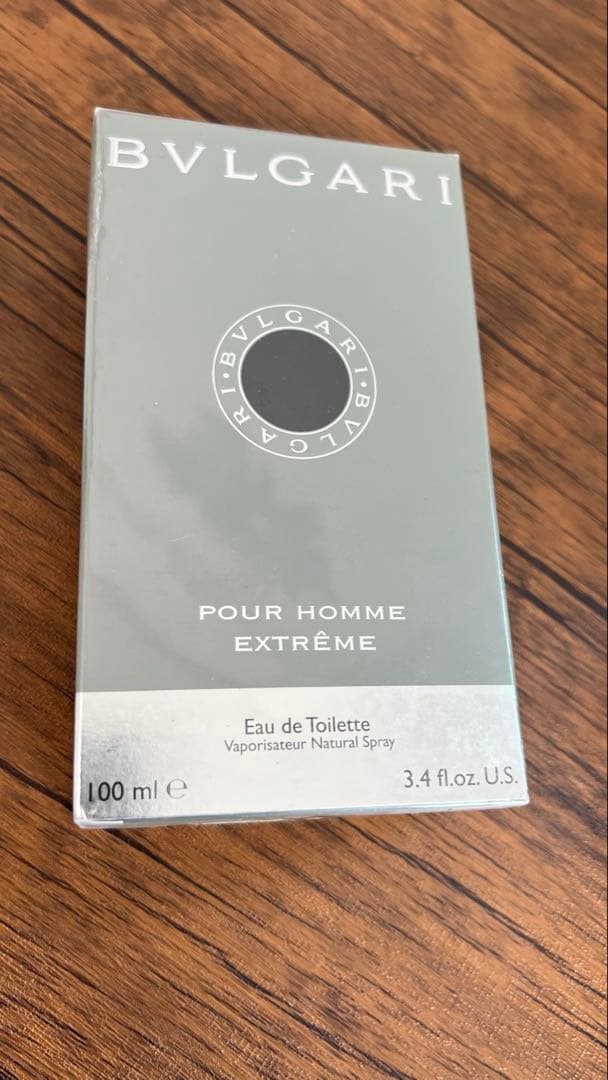 BVLGARI
BVLGARI • BVLGARI •
POUR HOMME
EXTRÊME
Eau de Toilette
Vaporisateur Natural Spray
100 ml ℮
3.4 fl.oz. U.S.